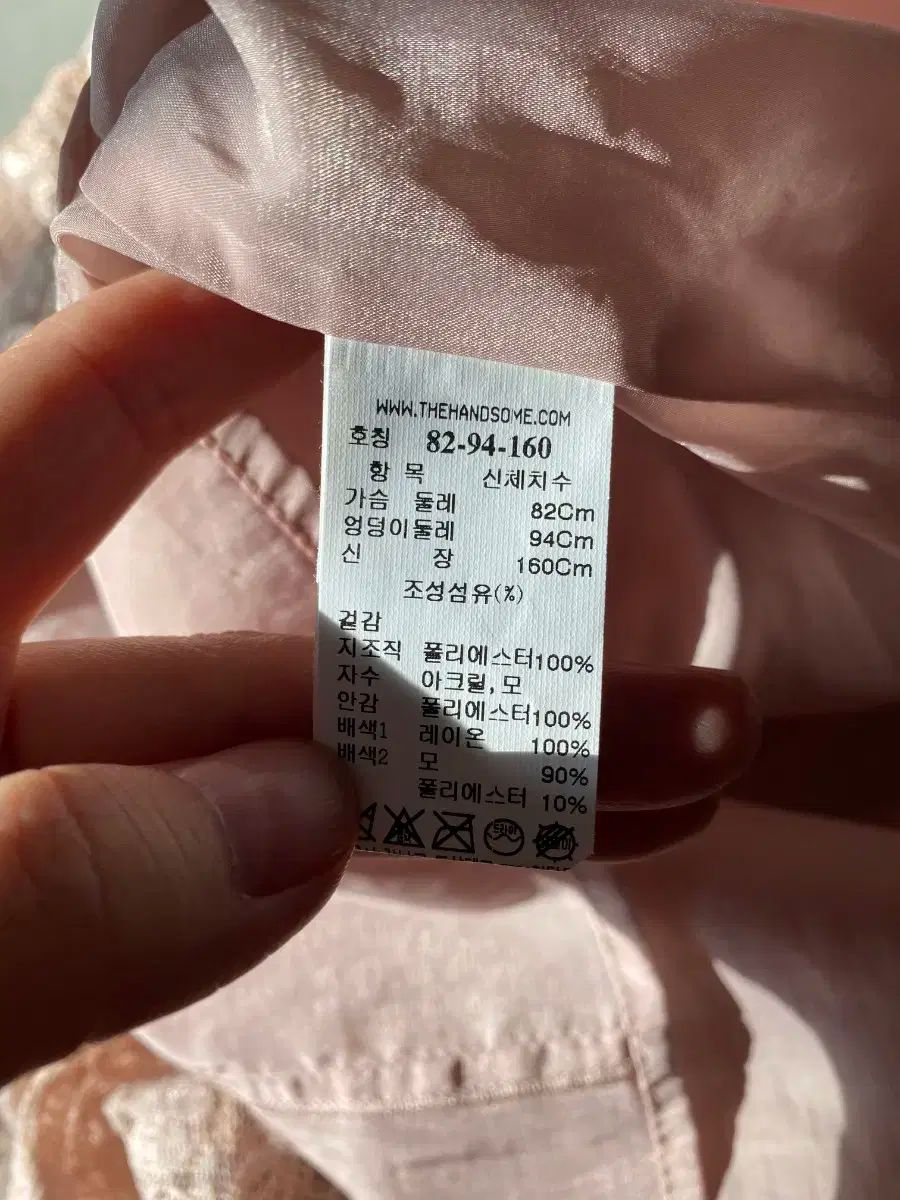 WWW.THEHANDSOME.COM
호칭 82-94-160
항 목 신체치수
가슴 둘레 82Cm
엉덩이둘레 94Cm
신 장 160Cm
조성섬유(%)
겉감
지조직 폴리에스터100%
자수 아크릴,모
안감 폴리에스터100%
배색1 레이온 100%
배색2 모 90%
폴리에스터 10%
드라이